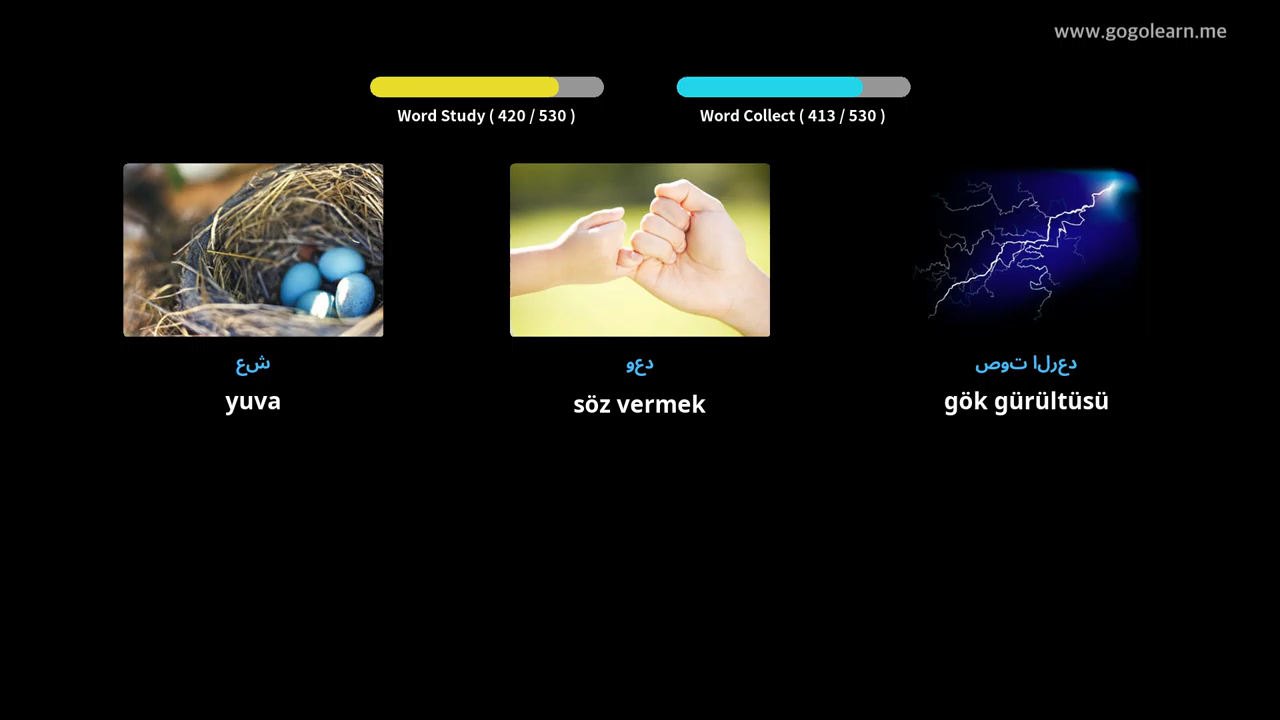 www.gogolearn.me
Word Study ( 420 / 530 )
Word Collect ( 413 / 530 )
عش
yuva
وعد
söz vermek
صوت الرعد
gök gürültüsü